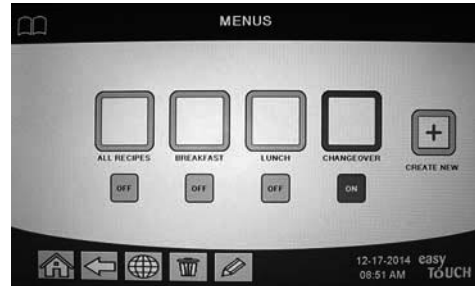 MENUS
ALL RECIPES BREAKFAST LUNCH CHANGEOVER CREATE NEW
OFF OFF OFF ON
12-17-2014 easy
08:51 AM TOUCH